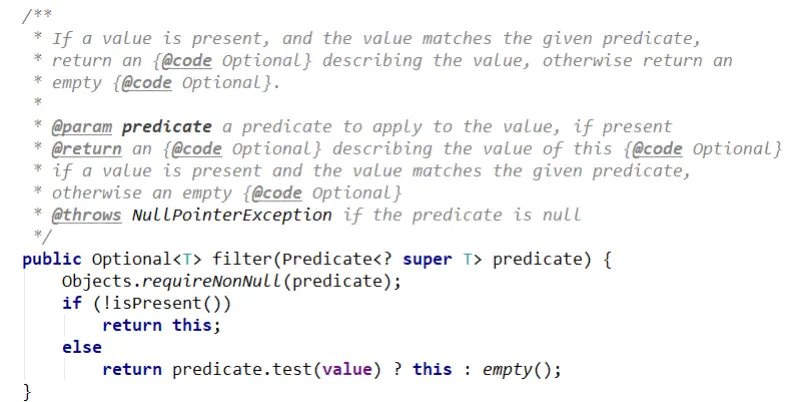 /**
 * If a value is present, and the value matches the given predicate,
 * return an {@code Optional} describing the value, otherwise return an
 * empty {@code Optional}.
 *
 * @param predicate a predicate to apply to the value, if present
 * @return an {@code Optional} describing the value of this {@code Optional}
 * if a value is present and the value matches the given predicate,
 * otherwise an empty {@code Optional}
 * @throws NullPointerException if the predicate is null
 */
public Optional<T> filter(Predicate<? super T> predicate) {
    Objects.requireNonNull(predicate);
    if (!isPresent())
        return this;
    else
        return predicate.test(value) ? this : empty();
}